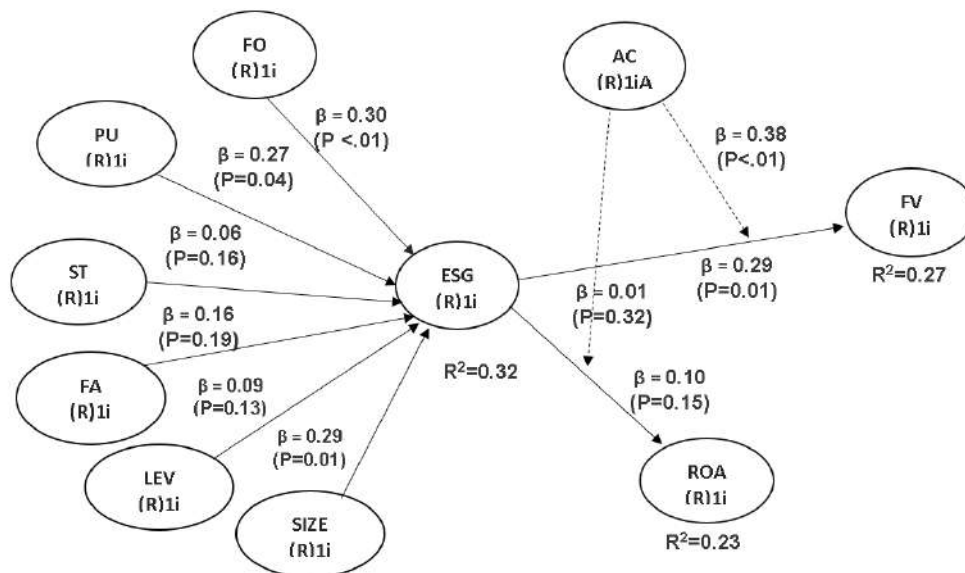 FO
(R)1i
AC
(R)1iA
PU
(R)1i
β = 0.30
(P <.01)
β = 0.27
(P=0.04)
β = 0.38
(P<.01)
FV
(R)1i
R²=0.27
β = 0.06
(P=0.16)
ST
(R)1i
ESG
(R)1i
R²=0.32
β = 0.29
(P=0.01)
β = 0.01
(P=0.32)
β = 0.16
(P=0.19)
FA
(R)1i
β = 0.09
(P=0.13)
β = 0.10
(P=0.15)
β = 0.29
(P=0.01)
LEV
(R)1i
ROA
(R)1i
R²=0.23
SIZE
(R)1i